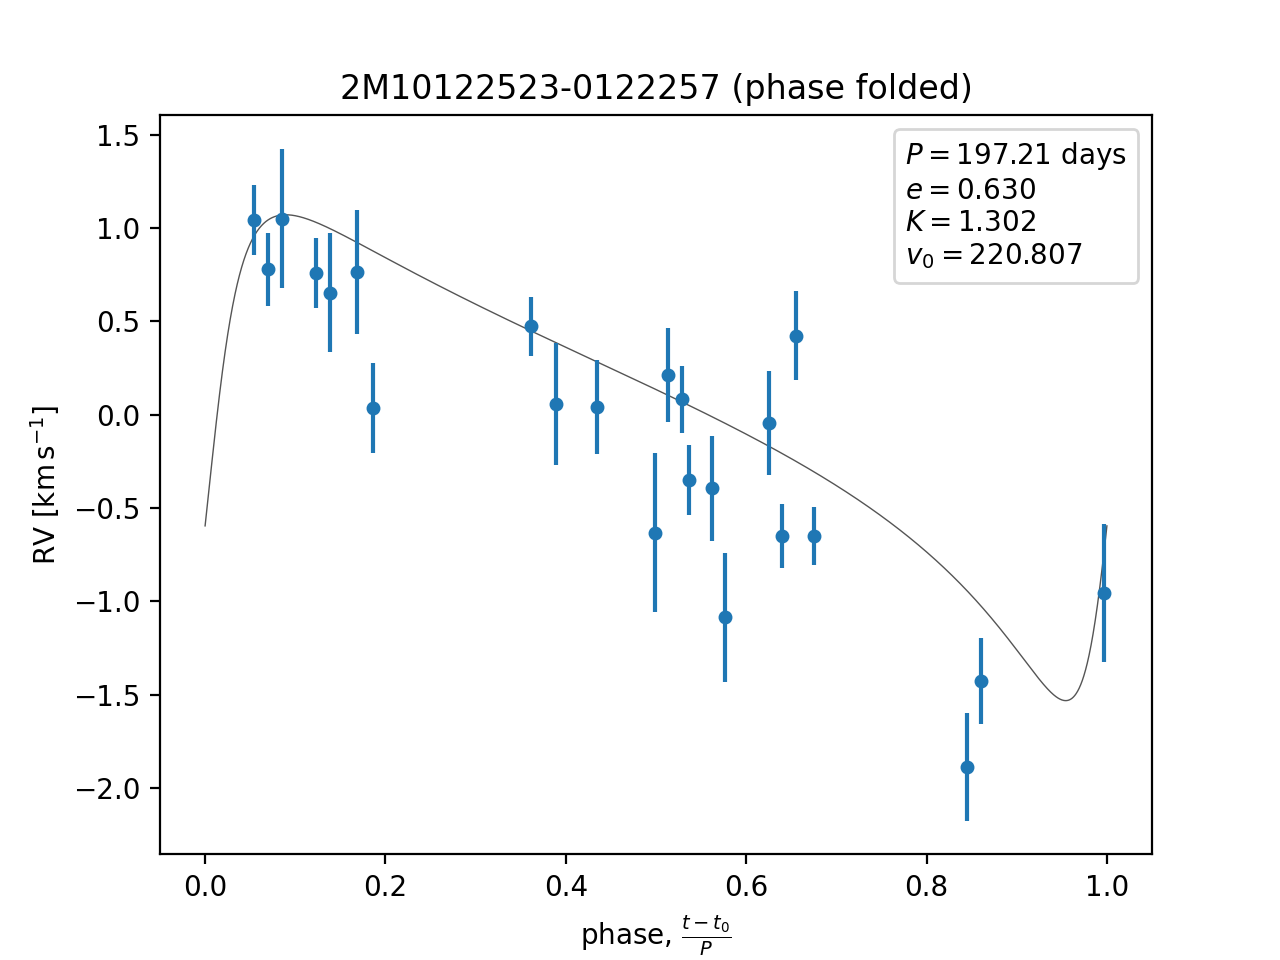 2M10122523-0122257 (phase folded)
P = 197.21 days
e = 0.630
K = 1.302
v₀ = 220.807
1.5
1.0
0.5
0.0
−0.5
−1.0
−1.5
−2.0
RV [km s⁻¹]
0.0 0.2 0.4 0.6 0.8 1.0
phase, (t − t₀)/P